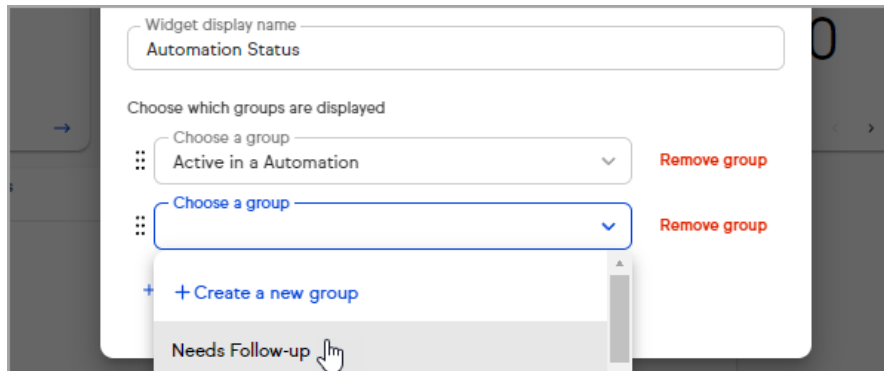 Widget display name
Automation Status
0
Choose which groups are displayed
Choose a group
Active in a Automation
Remove group
Choose a group
Remove group
+
+ Create a new group
Needs Follow-up